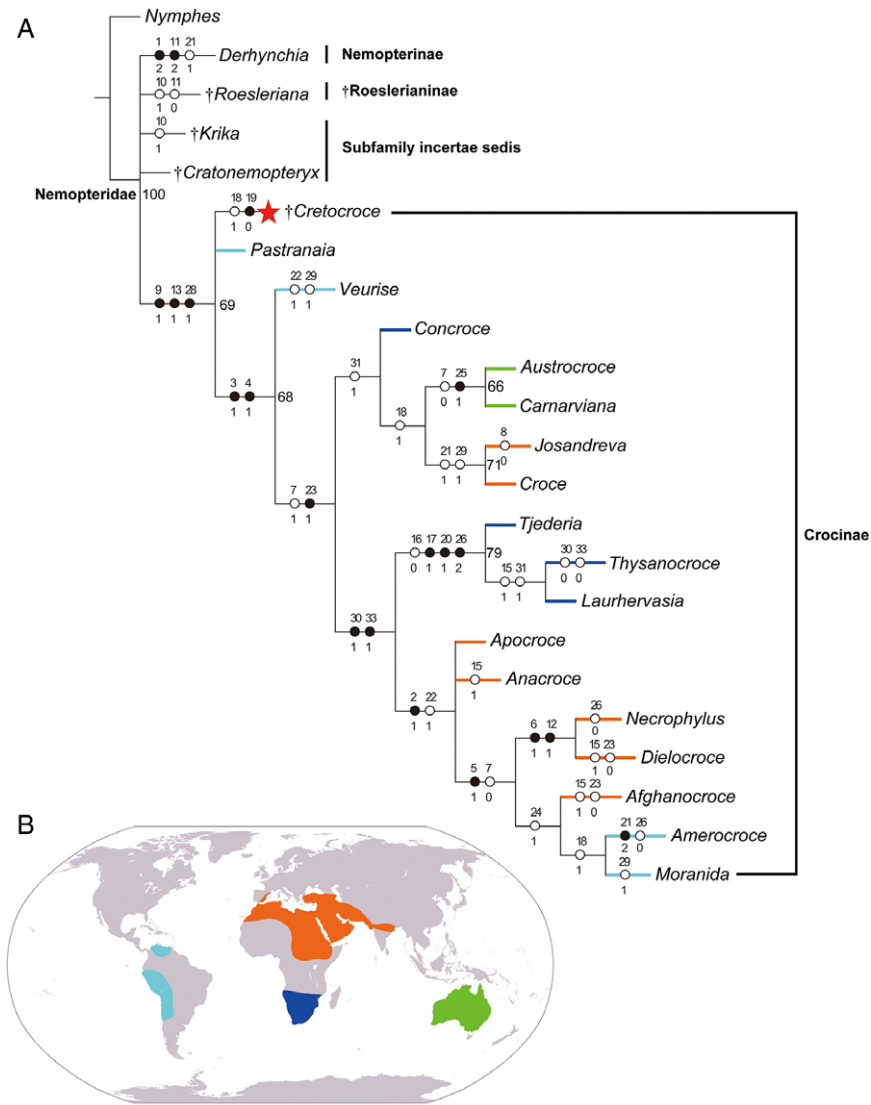 A
Nymphes
1 11 21
Derhynchia
Nemopterinae
2 2 1
10 11
†Roesleriana
†Roeslerianinae
1 0
10
†Krika
1
Subfamily incertae sedis
†Cratonemopteryx
Nemopteridae 100
18 19
†Cretocroce
1 0
Pastranaia
22 29
Veurise
1 1
9 13 28
69
1 1 1
Concroce
31
1
Austrocroce
7 25
66
0 1
Carnarviana
3 4
68
1 1
18
1
8
Josandreva
0
21 29
71
1 1
Croce
7 23
1 1
Tjederia
16 17 20 26
79
0 1 1 2
Crocinae
30 33
Thysanocroce
0 0
15 31
1 1
Laurhervasia
30 33
1 1
Apocroce
15
Anacroce
1
2 22
1 1
26
Necrophylus
0
6 12
1 1
15 23
Dielocroce
1 0
5 7
1 0
15 23
Afghanocroce
1 0
24
1
21 26
Amerocroce
2 0
18
1
29
Moranida
1
B